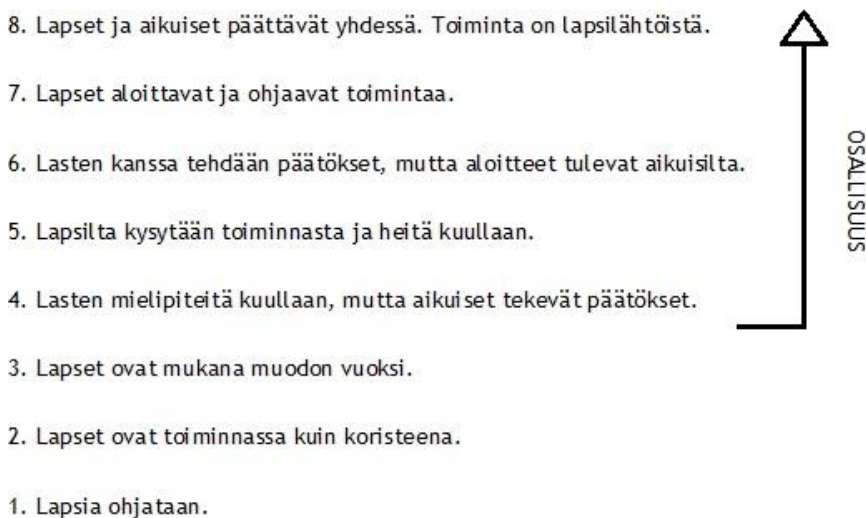 8. Lapset ja aikuiset päättävät yhdessä. Toiminta on lapsilähtöistä.
7. Lapset aloittavat ja ohjaavat toimintaa.
6. Lasten kanssa tehdään päätökset, mutta aloitteet tulevat aikuisilta.
5. Lapsilta kysytään toiminnasta ja heitä kuullaan.
4. Lasten mielipiteitä kuullaan, mutta aikuiset tekevät päätökset.
3. Lapset ovat mukana muodon vuoksi.
2. Lapset ovat toiminnassa kuin koristeena.
1. Lapsia ohjataan.
OSALLISUUS